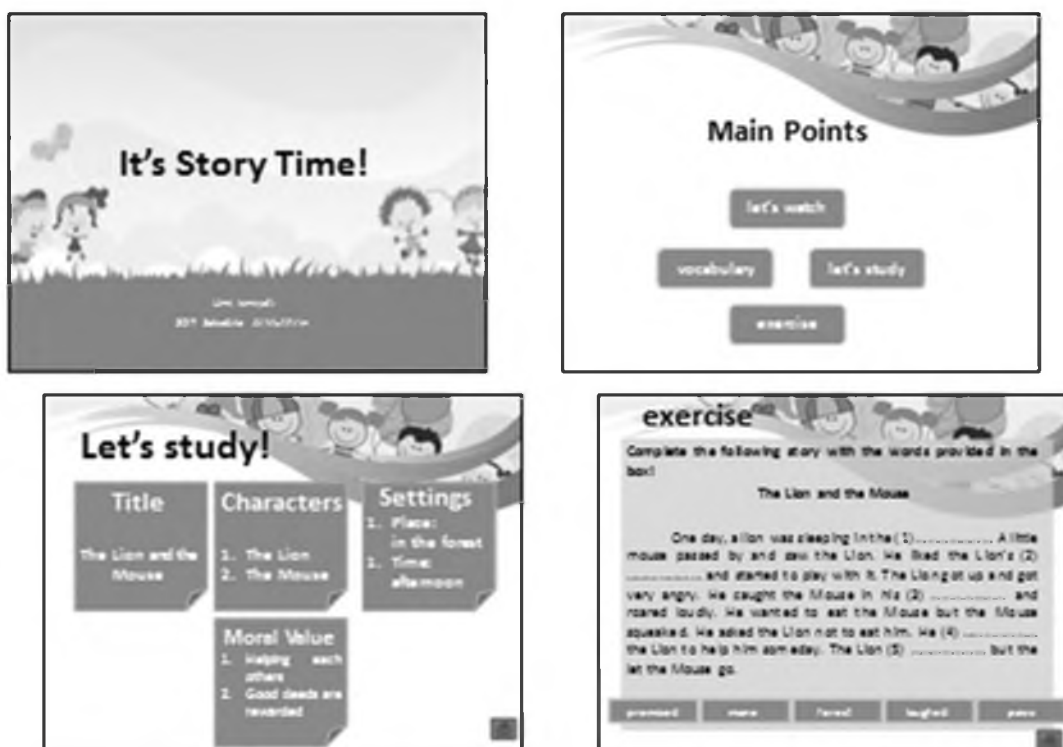 It's Story Time!
Main Points
let's watch
vocabulary
let's study
exercise
Let's study!
Title
The Lion and the
Mouse
Characters
1. The Lion
2. The Mouse
Settings
1. Place:
in the forest
1. Time:
afternoon
Moral Value
1. Helping each
others
2. Good deeds are
rewarded
exercise
Complete the following story with the words provided in the
box!
The Lion and the Mouse
One day, a lion was sleeping in the (1)................. A little
mouse passed by and saw the Lion. He liked the Lion's (2)
................ and started to play with it. The Lion got up and got
very angry. He caught the Mouse in his (3) ................ and
roared loudly. He wanted to eat the Mouse but the Mouse
squeaked. He asked the Lion not to eat him. He (4) ................
the Lion to help him someday. The Lion (5) ................ but the
let the Mouse go.
promised
mane
forest
laughed
paws